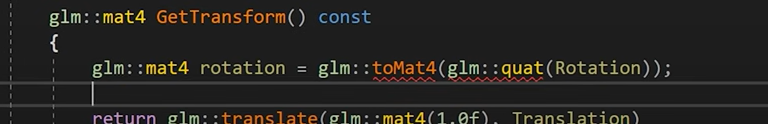 glm::mat4 GetTransform() const
{
glm::mat4 rotation = glm::toMat4(glm::quat(Rotation));
return glm::translate(glm::mat4(1.0f), Translation)